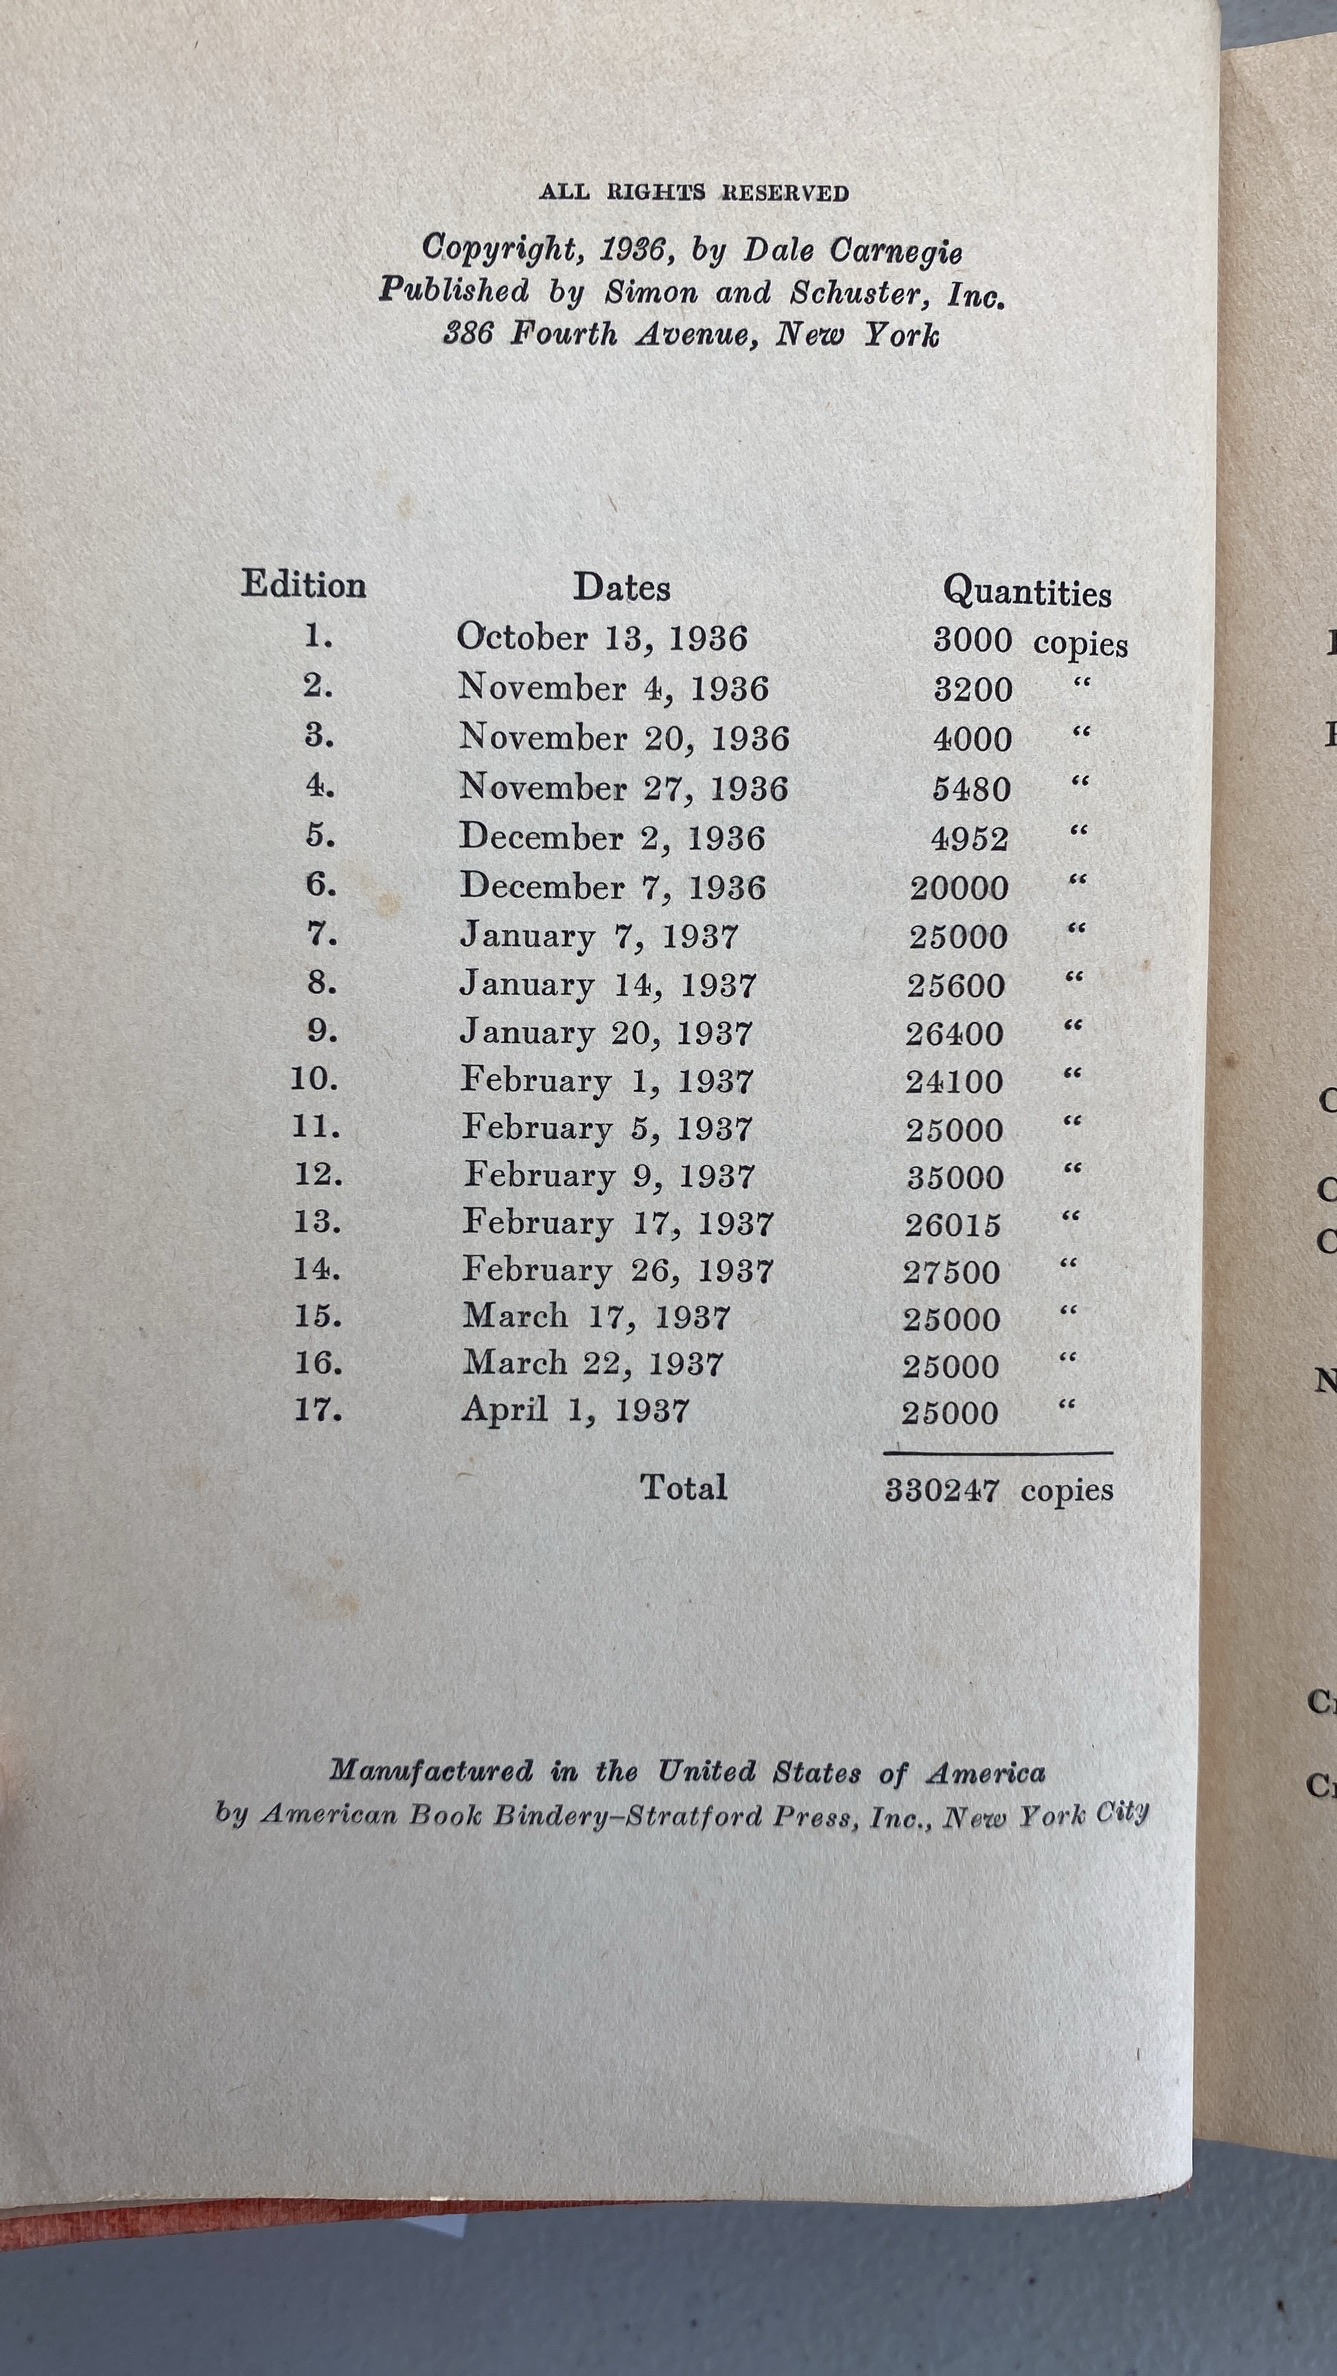 ALL RIGHTS RESERVED
Copyright, 1936, by Dale Carnegie
Published by Simon and Schuster, Inc.
386 Fourth Avenue, New York
Edition Dates Quantities
1. October 13, 1936 3000 copies
2. November 4, 1936 3200 “
3. November 20, 1936 4000 “
4. November 27, 1936 5480 “
5. December 2, 1936 4952 “
6. December 7, 1936 20000 “
7. January 7, 1937 25000 “
8. January 14, 1937 25600 “
9. January 20, 1937 26400 “
10. February 1, 1937 24100 “
11. February 5, 1937 25000 “
12. February 9, 1937 35000 “
13. February 17, 1937 26015 “
14. February 26, 1937 27500 “
15. March 17, 1937 25000 “
16. March 22, 1937 25000 “
17. April 1, 1937 25000 “
Total 330247 copies
Manufactured in the United States of America
by American Book Bindery–Stratford Press, Inc., New York City